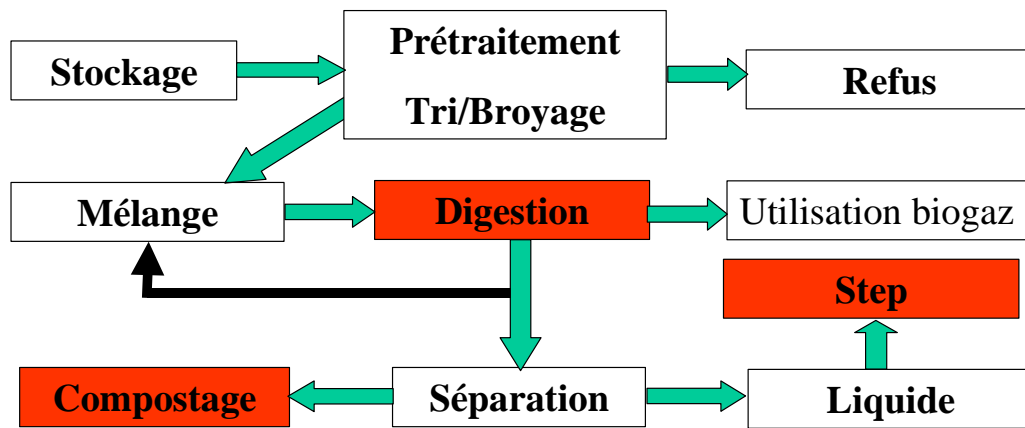 Stockage
Prétraitement
Tri/Broyage
Refus
Mélange
Digestion
Utilisation biogaz
Step
Compostage
Séparation
Liquide